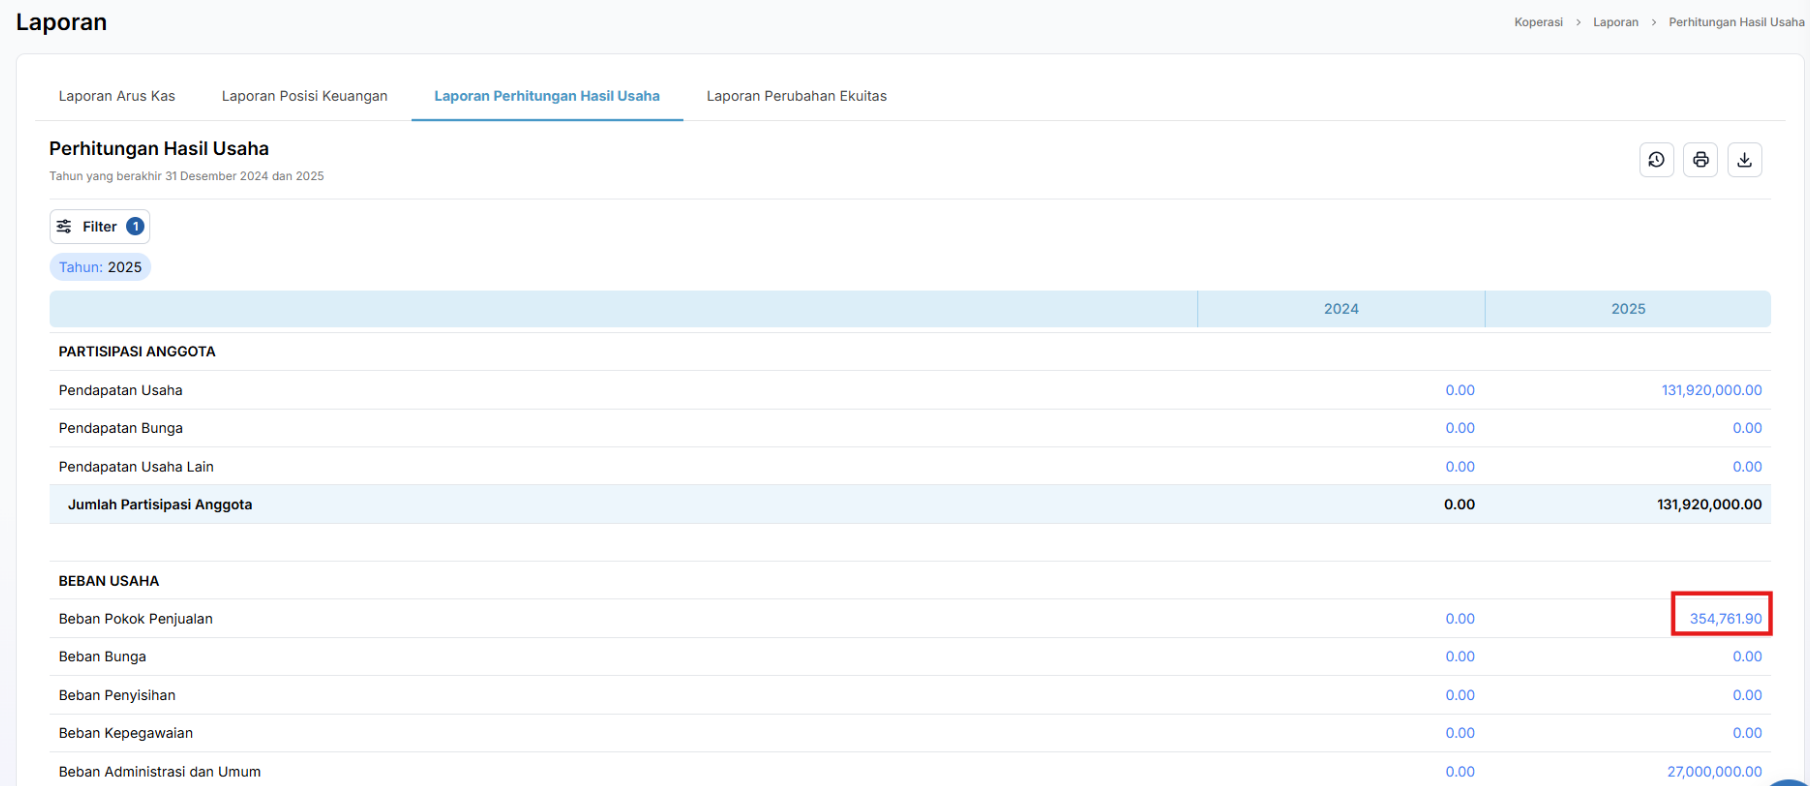 Laporan
Koperasi > Laporan > Perhitungan Hasil Usaha
Laporan Arus Kas Laporan Posisi Keuangan Laporan Perhitungan Hasil Usaha Laporan Perubahan Ekuitas
Perhitungan Hasil Usaha
Tahun yang berakhir 31 Desember 2024 dan 2025
Filter 1
Tahun: 2025
2024 2025
PARTISIPASI ANGGOTA
Pendapatan Usaha 0.00 131,920,000.00
Pendapatan Bunga 0.00 0.00
Pendapatan Usaha Lain 0.00 0.00
Jumlah Partisipasi Anggota 0.00 131,920,000.00
BEBAN USAHA
Beban Pokok Penjualan 0.00 354,761.90
Beban Bunga 0.00 0.00
Beban Penyisihan 0.00 0.00
Beban Kepegawaian 0.00 0.00
Beban Administrasi dan Umum 0.00 27,000,000.00